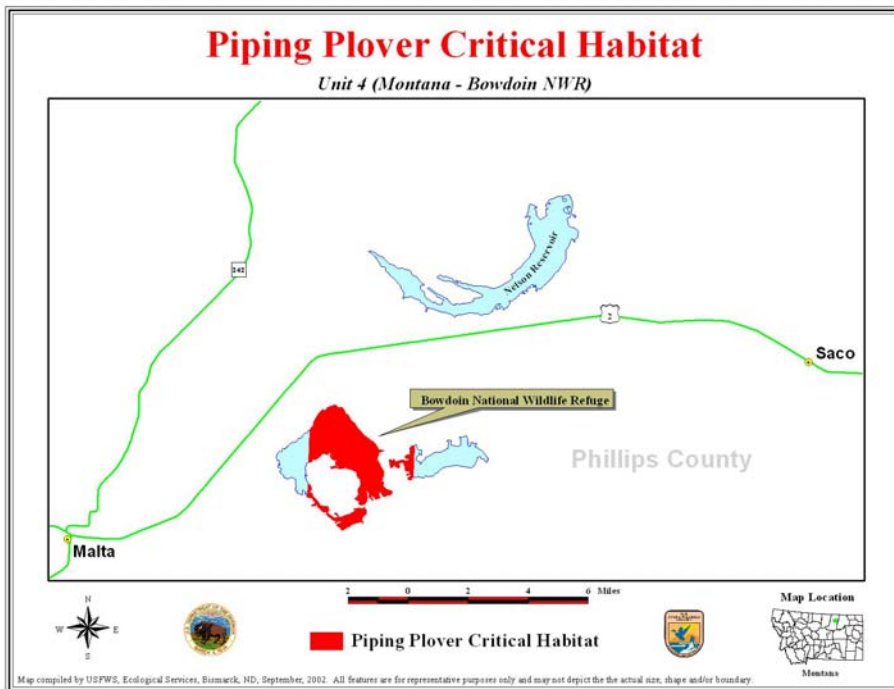 Piping Plover Critical Habitat
Unit 4 (Montana - Bowdoin NWR)
242
Nelson Reservoir
2
Saco
Bowdoin National Wildlife Refuge
Phillips County
Malta
2 0 2 4 6 Miles
N
W E
S
Piping Plover Critical Habitat
Map Location
Montana
Map compiled by USFWS, Ecological Services, Bismarck, ND, September, 2002. All features are for representative purposes only and may not depict the the actual size, shape and/or boundary.